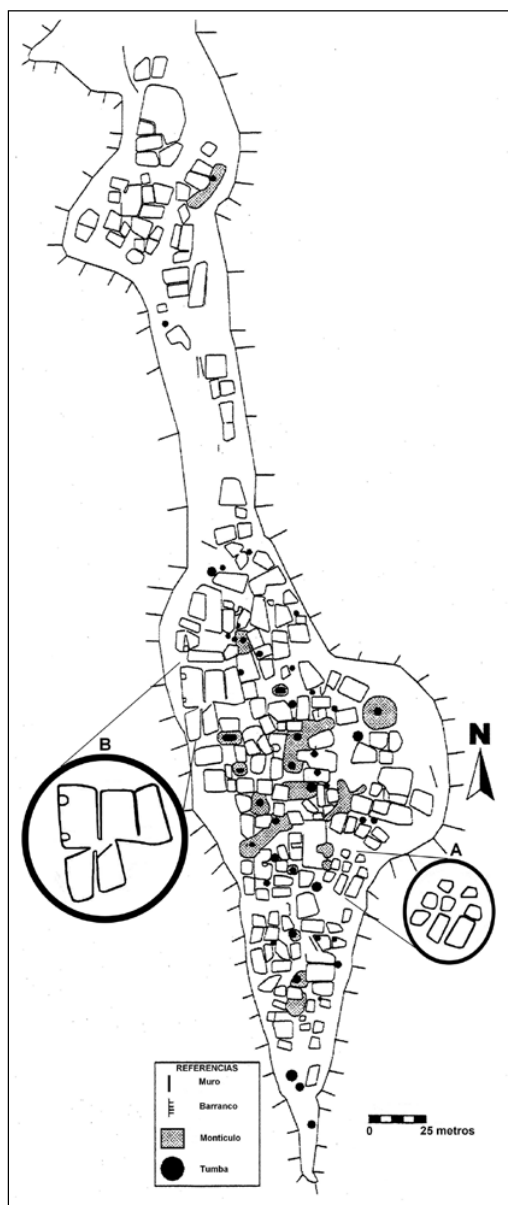 B
N
A
REFERENCIAS
Muro
Barranco
Montículo
Tumba
0 25 metros